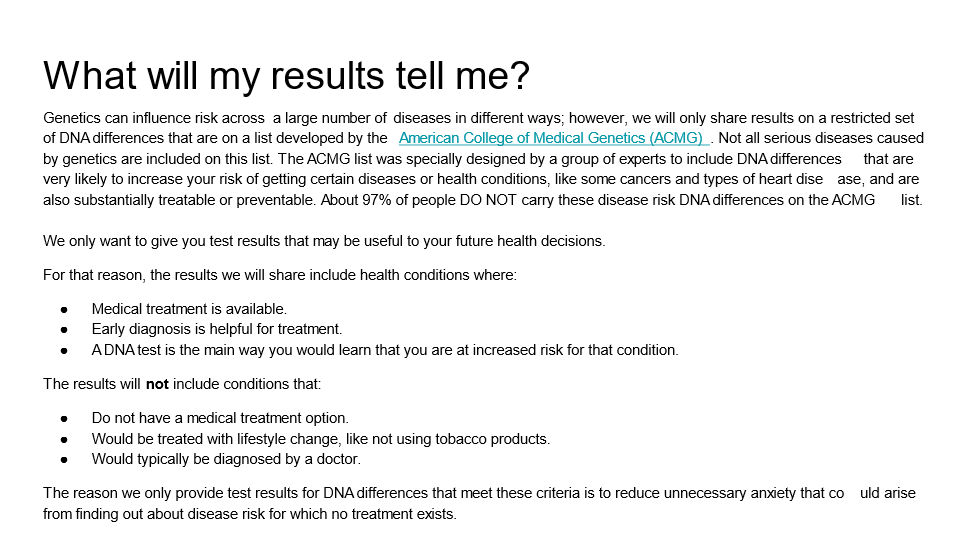 What will my results tell me?
Genetics can influence risk across a large number of diseases in different ways; however, we will only share results on a restricted set
of DNA differences that are on a list developed by the American College of Medical Genetics (ACMG) . Not all serious diseases caused
by genetics are included on this list. The ACMG list was specially designed by a group of experts to include DNA differences that are
very likely to increase your risk of getting certain diseases or health conditions, like some cancers and types of heart dise ase, and are
also substantially treatable or preventable. About 97% of people DO NOT carry these disease risk DNA differences on the ACMG list.
We only want to give you test results that may be useful to your future health decisions.
For that reason, the results we will share include health conditions where:
● Medical treatment is available.
● Early diagnosis is helpful for treatment.
● A DNA test is the main way you would learn that you are at increased risk for that condition.
The results will not include conditions that:
● Do not have a medical treatment option.
● Would be treated with lifestyle change, like not using tobacco products.
● Would typically be diagnosed by a doctor.
The reason we only provide test results for DNA differences that meet these criteria is to reduce unnecessary anxiety that co uld arise
from finding out about disease risk for which no treatment exists.